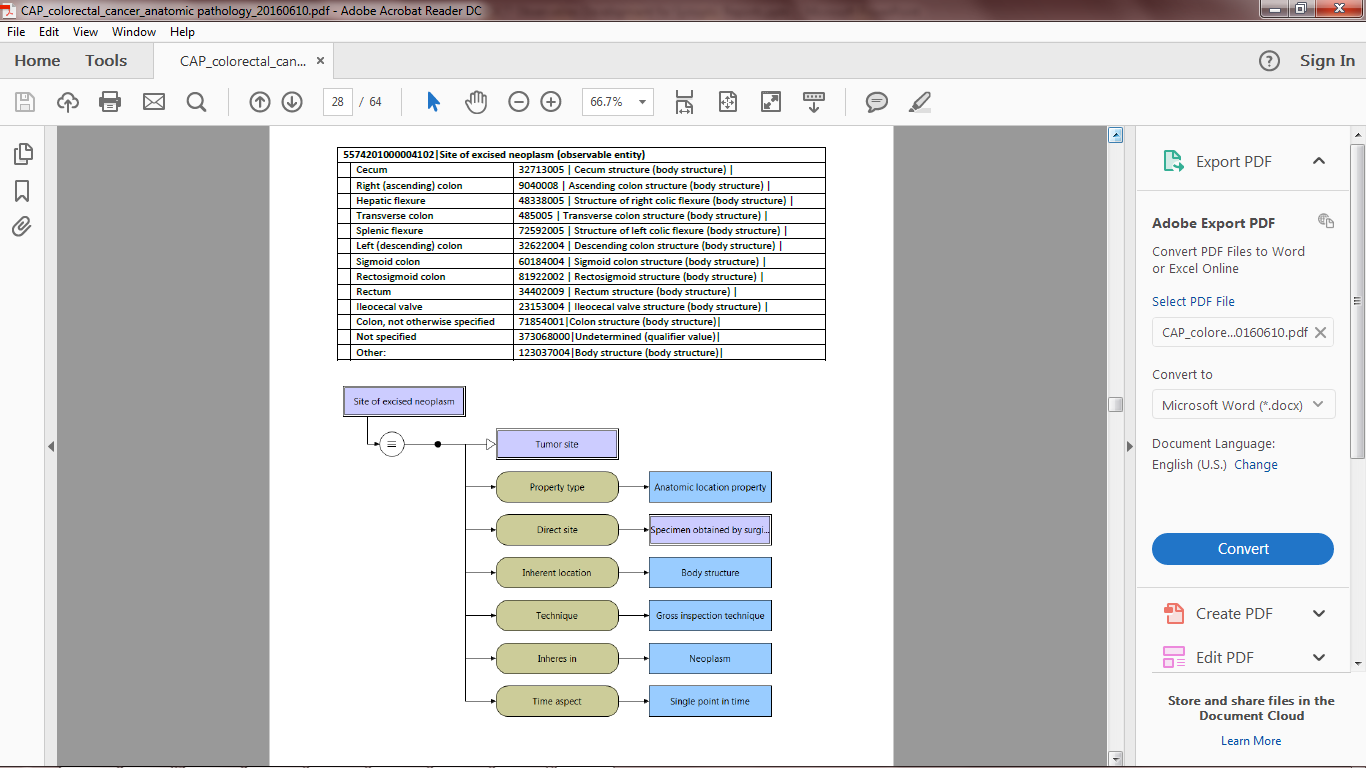 CAP_colorectal_cancer_anatomic pathology_20160610.pdf - Adobe Acrobat Reader DC
File Edit View Window Help
Home Tools CAP_colorectal_can... × Sign In
28 / 64 66.7%
5574201000004102|Site of excised neoplasm (observable entity)
Cecum 32713005 | Cecum structure (body structure) |
Right (ascending) colon 9040008 | Ascending colon structure (body structure) |
Hepatic flexure 48338005 | Structure of right colic flexure (body structure) |
Transverse colon 485005 | Transverse colon structure (body structure) |
Splenic flexure 72592005 | Structure of left colic flexure (body structure) |
Left (descending) colon 32622004 | Descending colon structure (body structure) |
Sigmoid colon 60184004 | Sigmoid colon structure (body structure) |
Rectosigmoid colon 81922002 | Rectosigmoid structure (body structure) |
Rectum 34402009 | Rectum structure (body structure) |
Ileocecal valve 23153004 | Ileocecal valve structure (body structure) |
Colon, not otherwise specified 71854001|Colon structure (body structure)|
Not specified 373068000|Undetermined (qualifier value)|
Other: 123037004|Body structure (body structure)|
Site of excised neoplasm
Tumor site
Property type Anatomic location property
Direct site Specimen obtained by surgi...
Inherent location Body structure
Technique Gross inspection technique
Inheres in Neoplasm
Time aspect Single point in time
Export PDF
Adobe Export PDF
Convert PDF Files to Word
or Excel Online
Select PDF File
CAP_colore...0160610.pdf
Convert to
Microsoft Word (*.docx)
Document Language:
English (U.S.) Change
Convert
Create PDF
Edit PDF
Store and share files in the
Document Cloud
Learn More